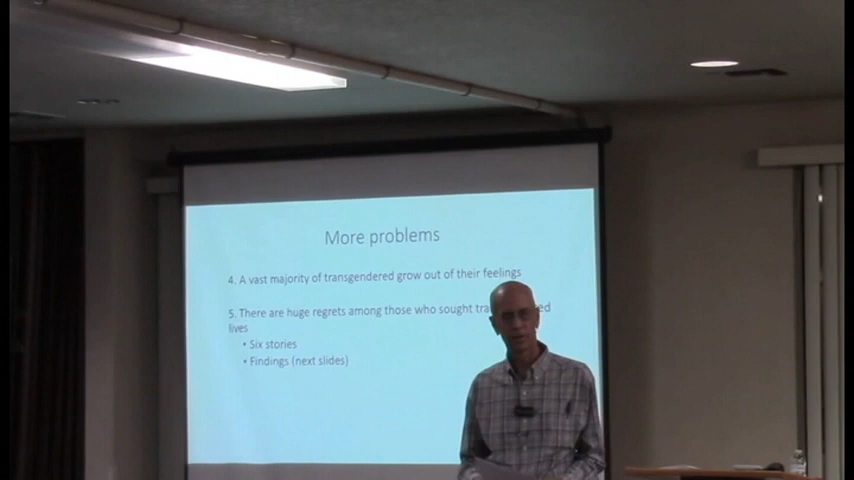 More problems
4. A vast majority of transgendered grow out of their feelings
5. There are huge regrets among those who sought
lives
• Six stories
• Findings (next slides)